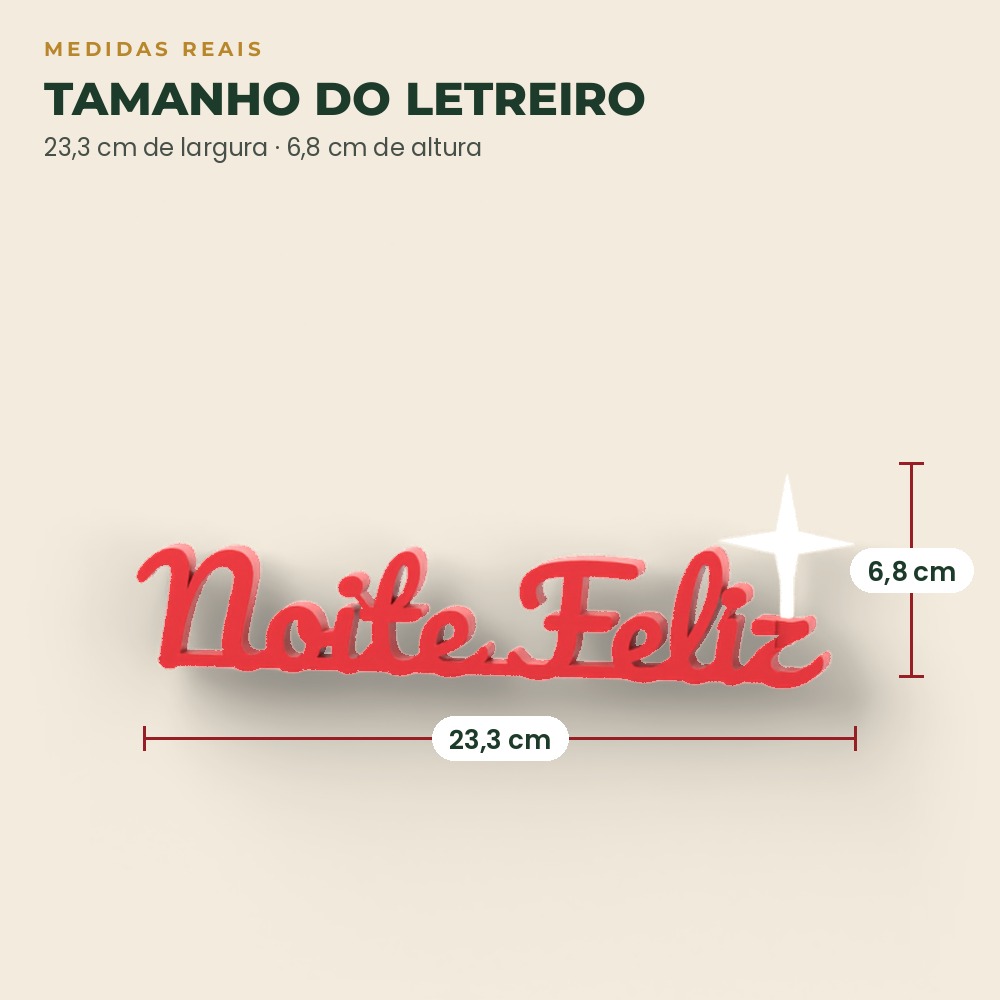 MEDIDAS REAIS
TAMANHO DO LETREIRO
23,3 cm de largura · 6,8 cm de altura
Noite Feliz
6,8 cm
23,3 cm